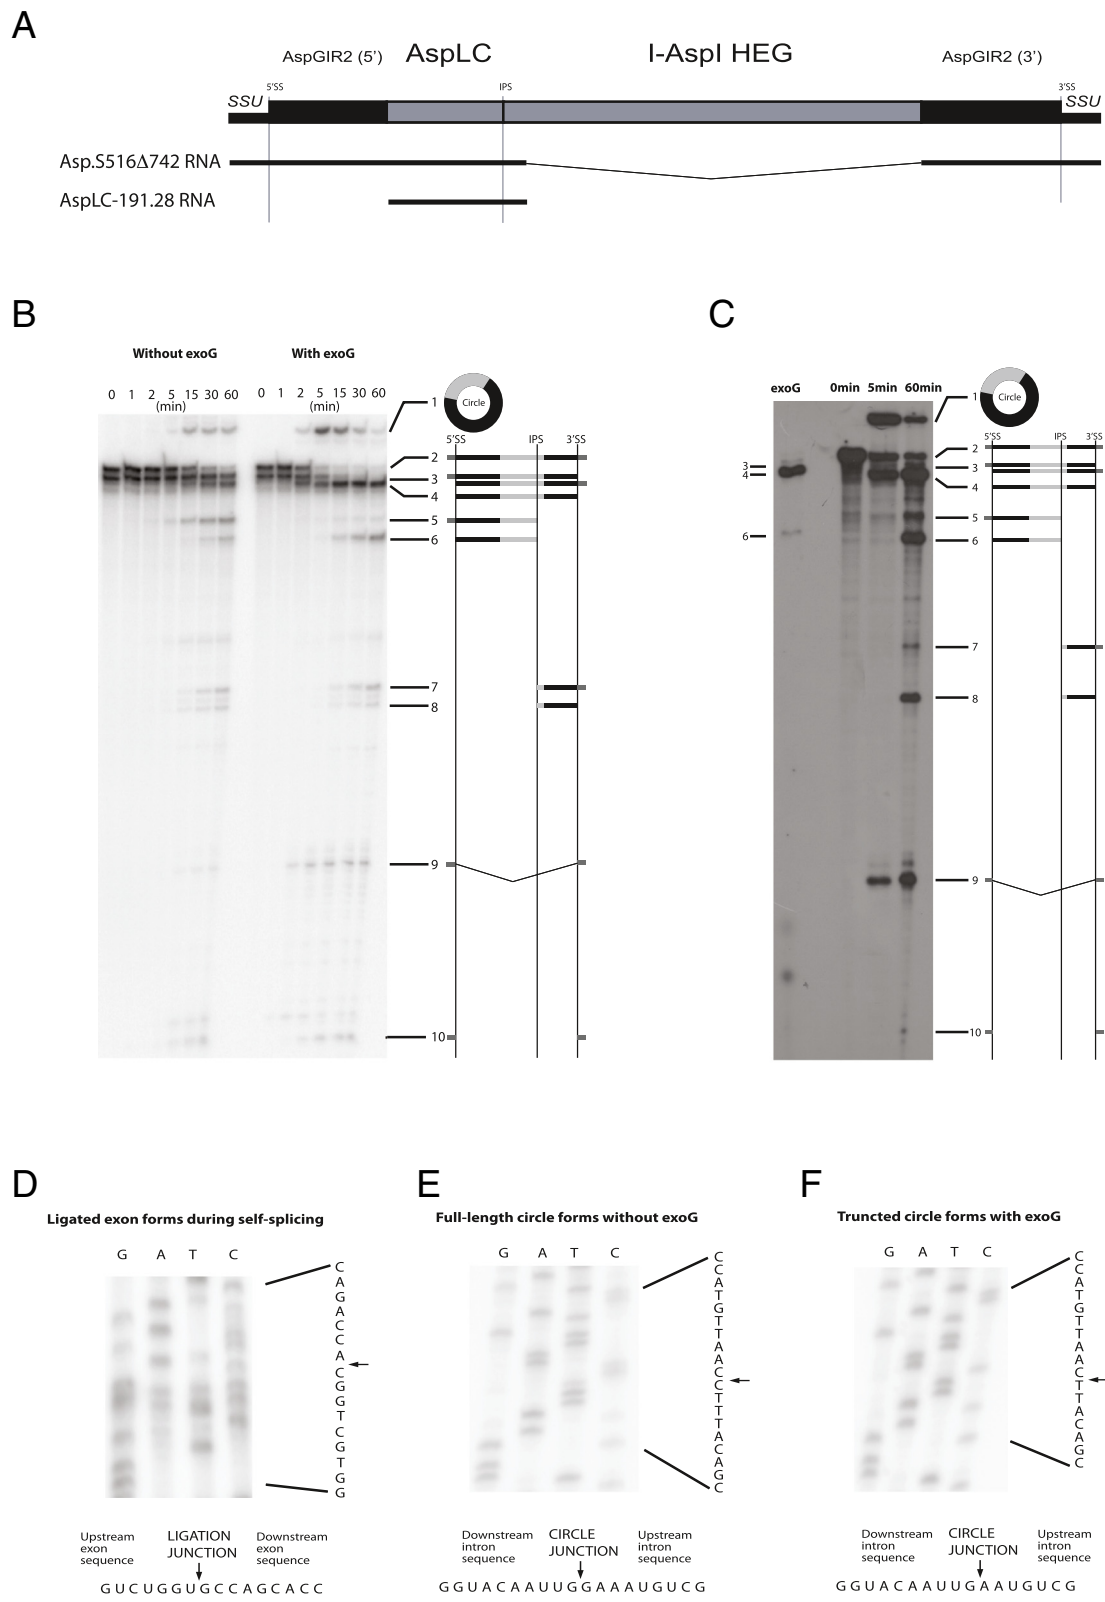 A
AspGIR2 (5’) AspLC I-AspI HEG AspGIR2 (3’)
5’SS IPS 3’SS
SSU SSU
Asp.S516Δ742 RNA
AspLC-191.28 RNA
B
Without exoG With exoG
0 1 2 5 15 30 60 0 1 2 5 15 30 60
(min) (min)
1 Circle
5’SS IPS 3’SS
2
3
4
5
6
7
8
9
10
C
exoG 0min 5min 60min
1 Circle
5’SS IPS 3’SS
2
3 3
4 4
5
6 6
7
8
9
10
D
Ligated exon forms during self-splicing
G A T C
C
A
G
A
C
C
A
C
G
G
T
C
G
T
G
G
Upstream exon sequence
LIGATION JUNCTION
Downstream exon sequence
G U C U G G U G C C A G C A C C
E
Full-length circle forms without exoG
G A T C
C
C
A
T
G
T
T
A
A
C
C
T
T
T
A
C
A
G
C
Downstream intron sequence
CIRCLE JUNCTION
Upstream intron sequence
G G U A C A A U U G G A A A U G U C G
F
Truncted circle forms with exoG
G A T C
C
C
A
T
G
T
T
A
A
C
T
T
A
C
A
G
C
Downstream intron sequence
CIRCLE JUNCTION
Upstream intron sequence
G G U A C A A U U G A A U G U C G